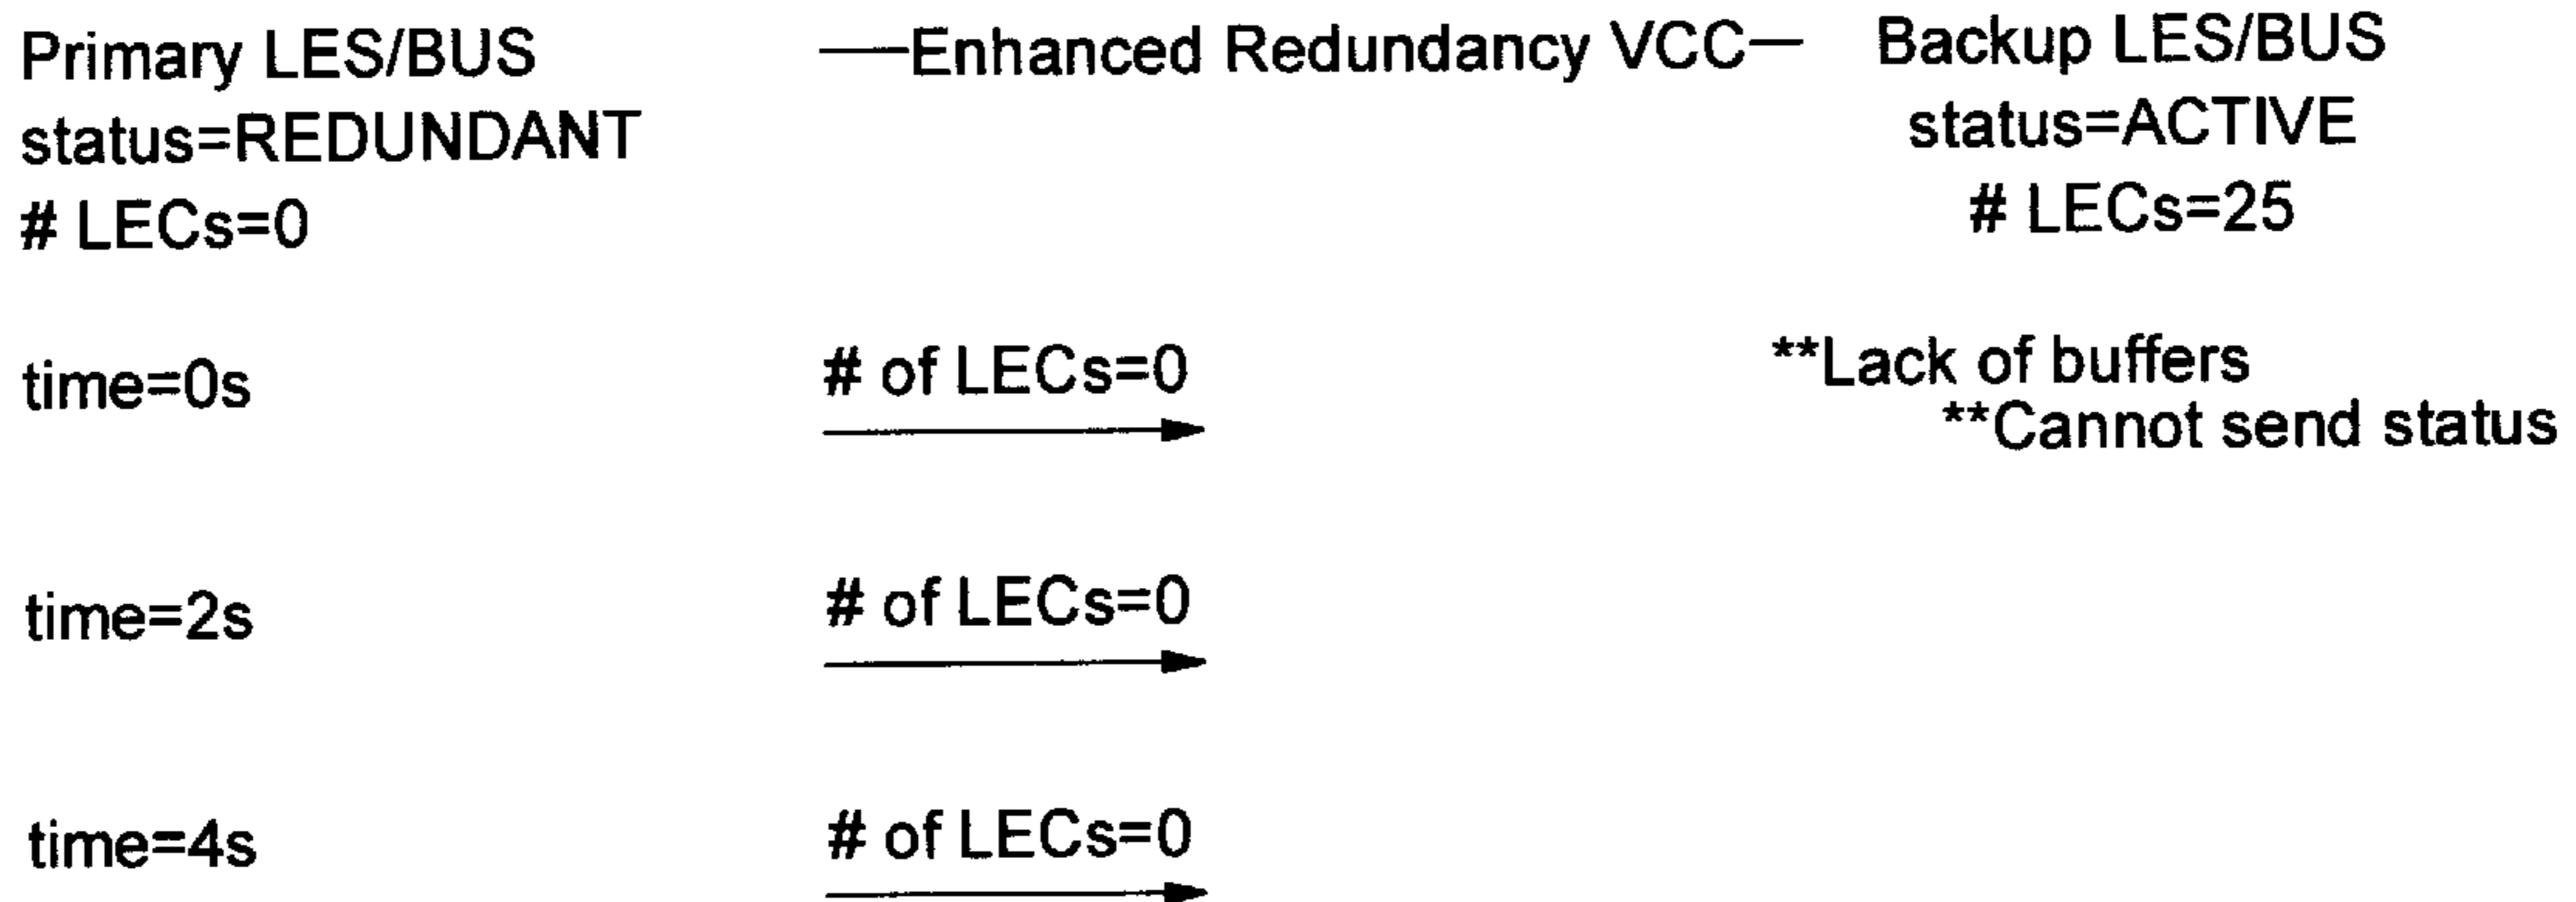 Primary LES/BUS —Enhanced Redundancy VCC— Backup LES/BUS
status=REDUNDANT status=ACTIVE
# LECs=0 # LECs=25
time=0s # of LECs=0 **Lack of buffers
**Cannot send status
time=2s # of LECs=0
time=4s # of LECs=0